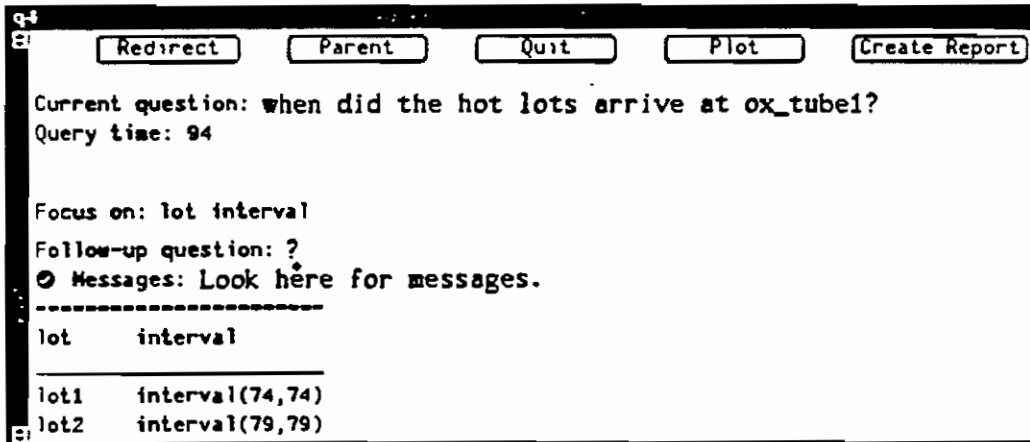 q4
Redirect Parent Quit Plot Create Report
Current question: when did the hot lots arrive at ox_tube1?
Query time: 94
Focus on: lot interval
Follow-up question: ?
Messages: Look here for messages.
lot interval
lot1 interval(74,74)
lot2 interval(79,79)